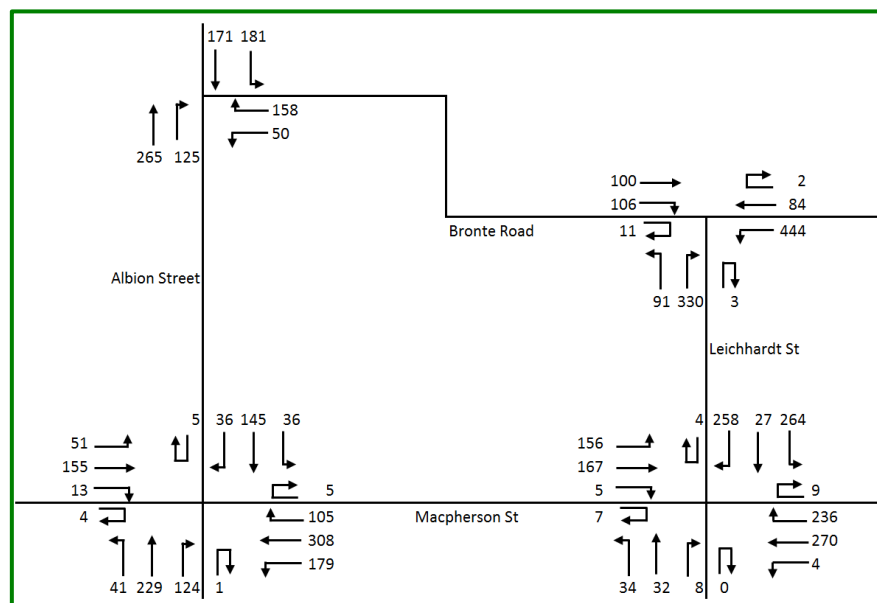 171 181
158
50
265 125
100
106
11
2
84
444
Bronte Road
91 330 3
Albion Street
Leichhardt St
5 36 145 36
51
155
13
4
5
105
308
179
41 229 124 1
Macpherson St
4 258 27 264
156
167
5
7
9
236
270
4
34 32 8 0